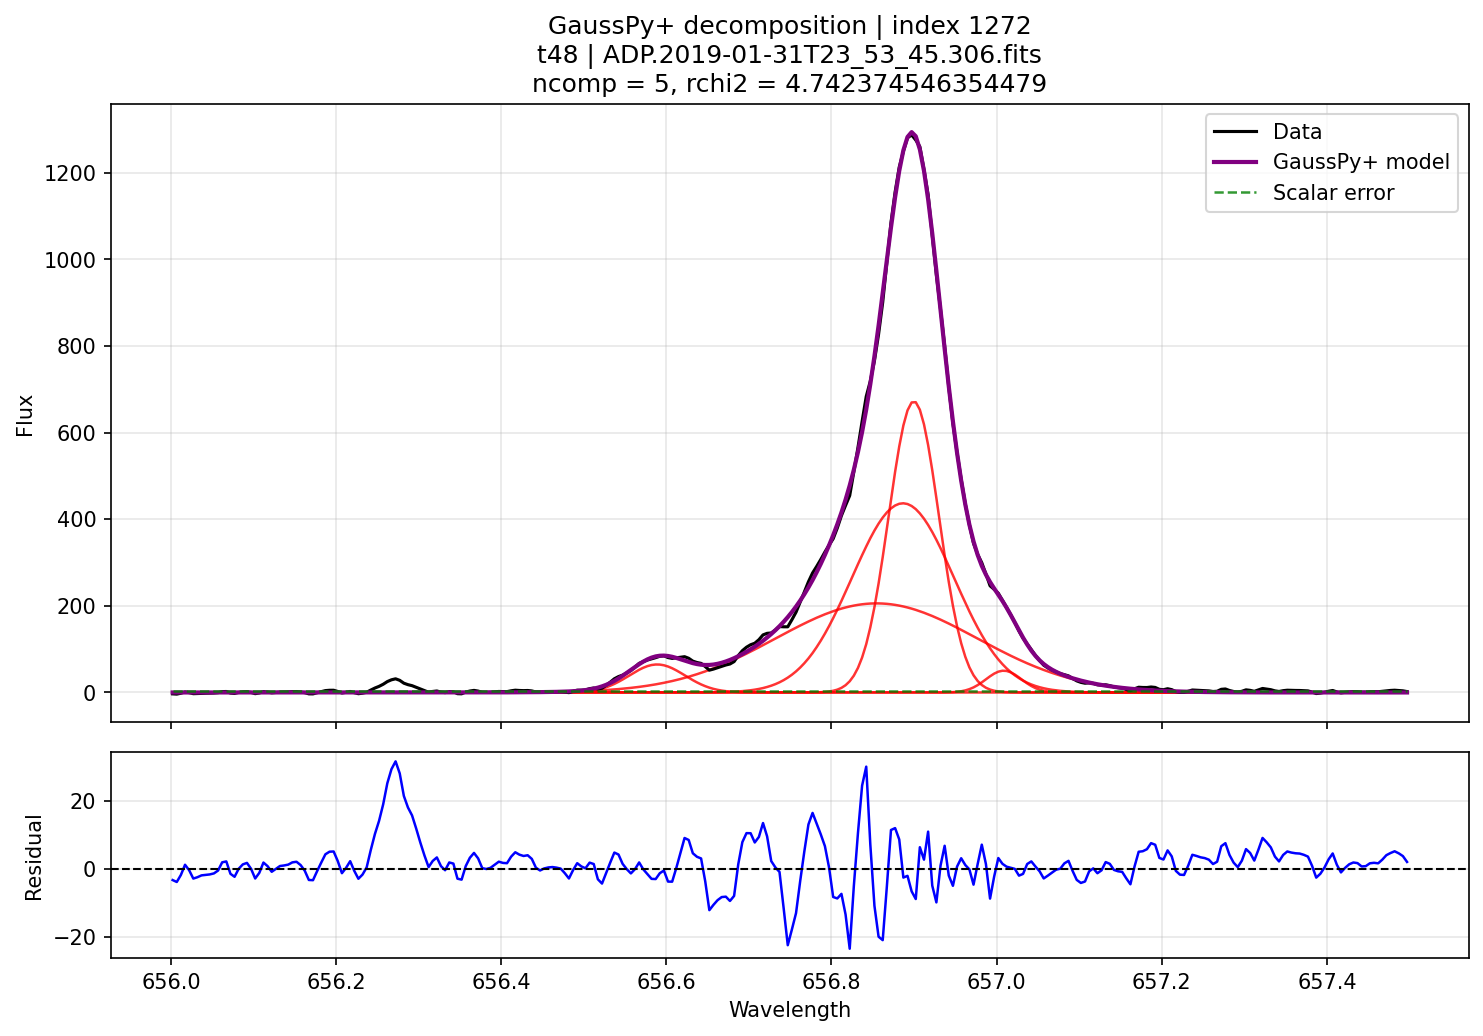 GaussPy+ decomposition | index 1272
t48 | ADP.2019-01-31T23_53_45.306.fits
ncomp = 5, rchi2 = 4.742374546354479
Data
GaussPy+ model
Scalar error
Flux
1200
1000
800
600
400
200
0
Residual
20
0
−20
656.0 656.2 656.4 656.6 656.8 657.0 657.2 657.4
Wavelength